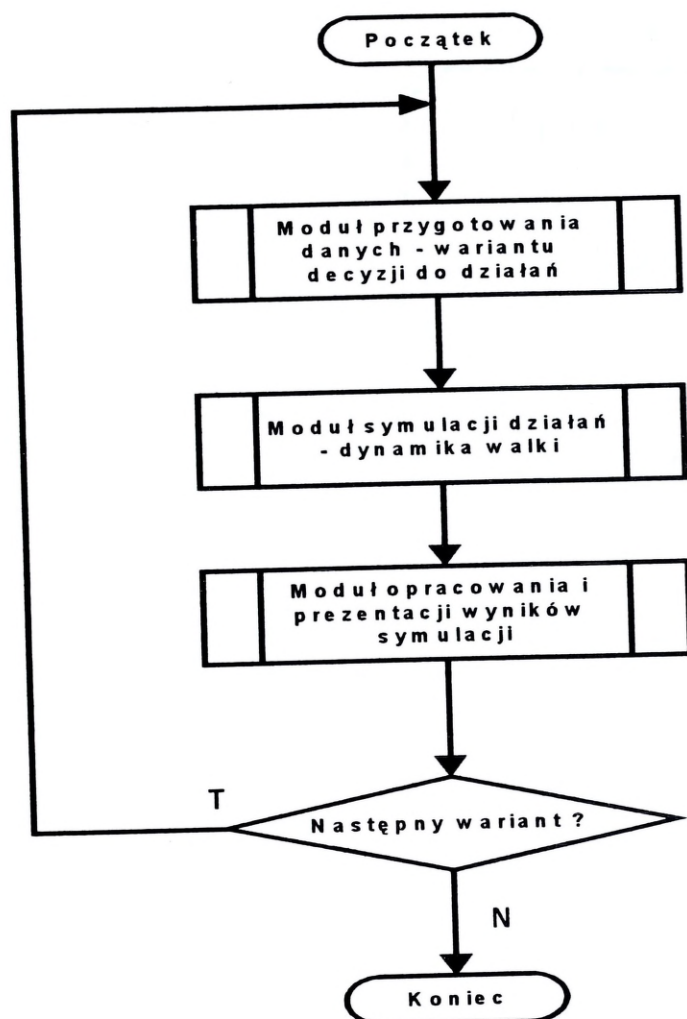 Początek
Moduł przygotowania
danych - wariantu
decyzji do działań
Moduł symulacji działań
- dynamika walki
Moduł opracowania i
prezentacji wyników
symulacji
T
Następny wariant ?
N
Koniec